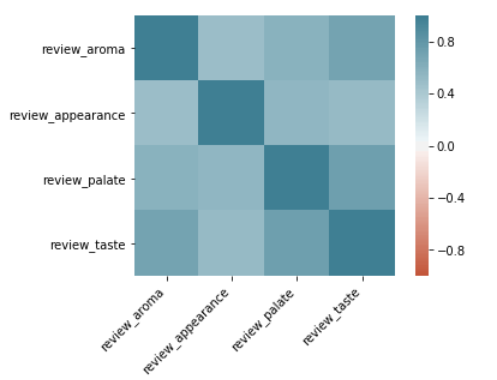 review_aroma
review_appearance
review_palate
review_taste
review_aroma
review_appearance
review_palate
review_taste
0.8
0.4
0.0
−0.4
−0.8